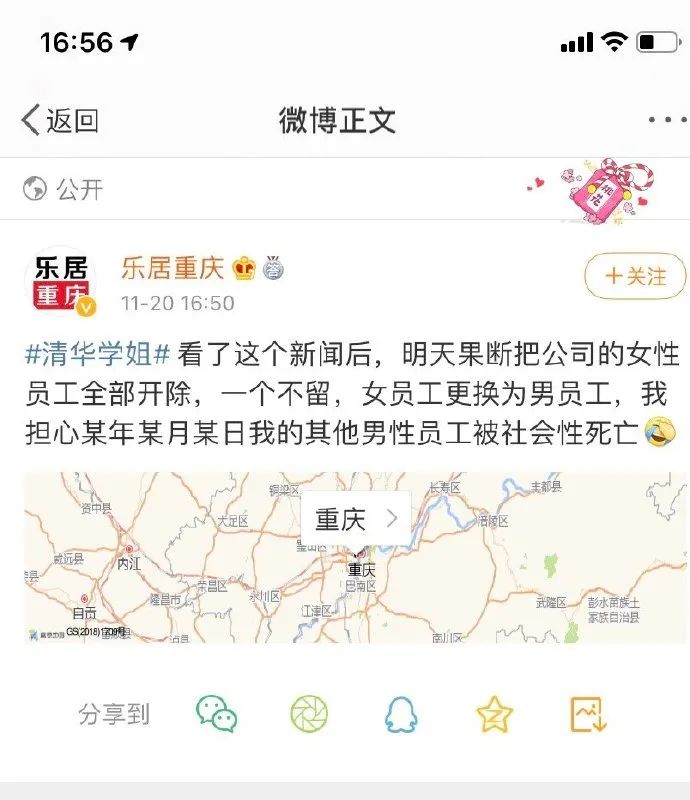 16:56
返回
微博正文
公开
桃花
乐居
重庆
乐居重庆
11-20 16:50
+关注
#清华学姐# 看了这个新闻后，明天果断把公司的女性
员工全部开除，一个不留，女员工更换为男员工，我
担心某年某月某日我的其他男性员工被社会性死亡
铜梁区
长寿区
丰都县
资中县
大足区
重庆
涪陵区
璧山区
威远县
内江
重庆
荣县
荣昌区
巴南区
隆昌市
永川区
武隆区
彭水苗族土
家族自治县
自贡
江津区
泸县
南川区
分享到